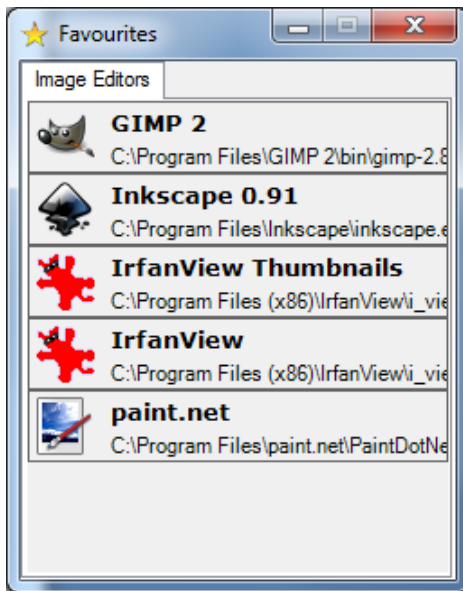 Favourites
Image Editors
GIMP 2
C:\Program Files\GIMP 2\bin\gimp-2.8
Inkscape 0.91
C:\Program Files\Inkscape\inkscape.e
IrfanView Thumbnails
C:\Program Files (x86)\IrfanView\i_vie
IrfanView
C:\Program Files (x86)\IrfanView\i_vie
paint.net
C:\Program Files\paint.net\PaintDotNe